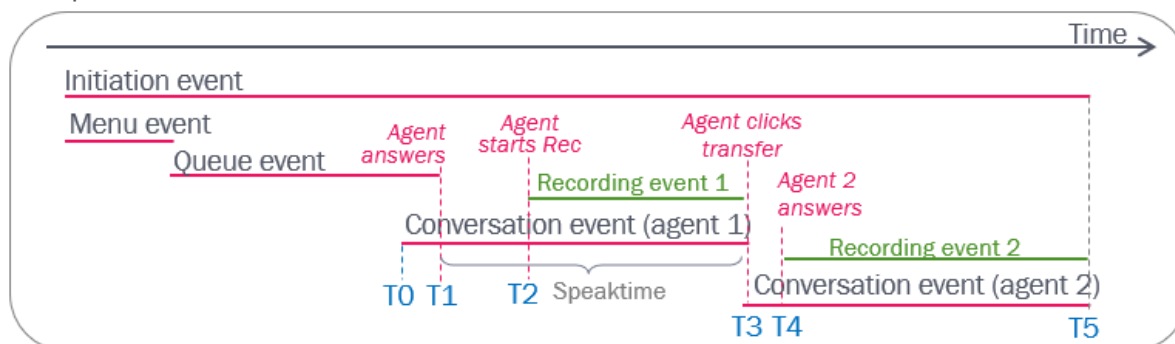 Time
Initiation event
Menu event
Agent
answers
Agent
starts Rec
Agent clicks
transfer
Queue event
Recording event 1
Agent 2
answers
Conversation event (agent 1)
Recording event 2
Speaktime
Conversation event (agent 2)
T0 T1 T2 T3 T4 T5